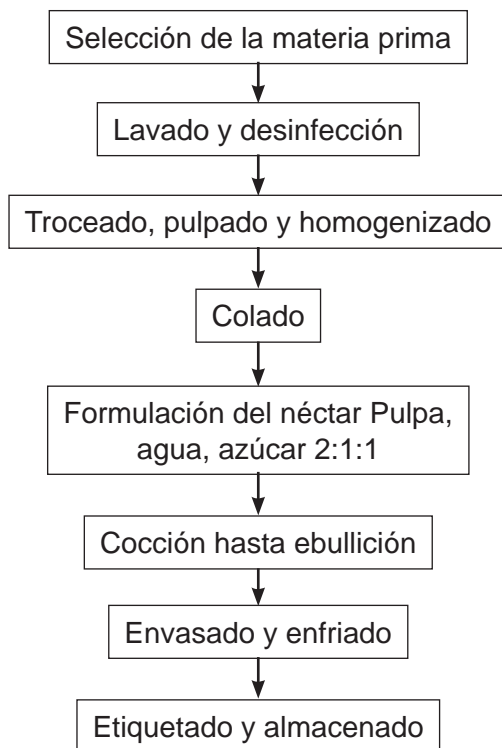 Selección de la materia prima
Lavado y desinfección
Troceado, pulpado y homogenizado
Colado
Formulación del néctar Pulpa,
agua, azúcar 2:1:1
Cocción hasta ebullición
Envasado y enfriado
Etiquetado y almacenado